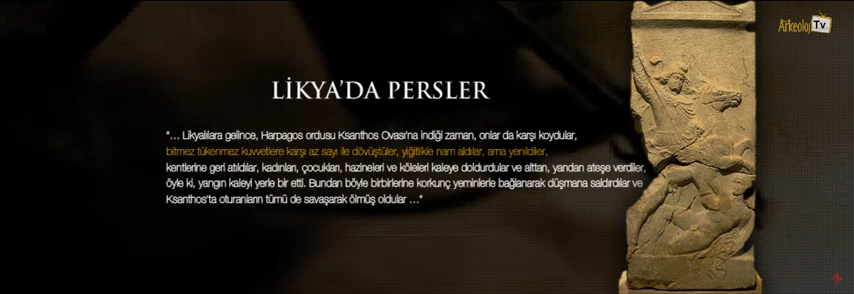 Arkeoloji Tv
LİKYA'DA PERSLER
"... Likyalılara gelince, Harpagos ordusu Ksanthos Ovası'na indiği zaman, onlar da karşı koydular,
bitmez tükenmez kuvvetlere karşı az sayı ile dövüştüler, yiğitlikle nam aldılar, ama yenildiler,
kentlerine geri atıldılar, kadınları, çocukları, hazineleri ve köleleri kaleye doldurdular ve alttan, yandan ateşe verdiler,
öyle ki, yangın kaleyi yerle bir etti. Bundan böyle birbirlerine korkunç yeminlerle bağlanarak düşmana saldırdılar ve
Ksanthos'ta oturanların tümü de savaşarak ölmüş oldular ..."